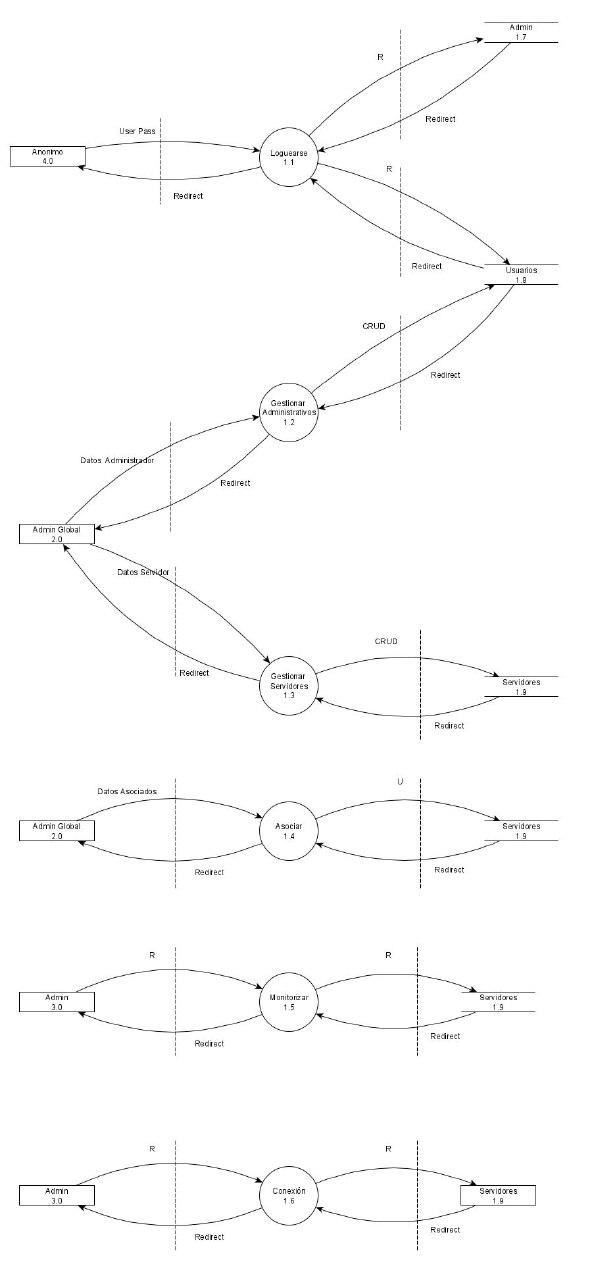 Admin
1.7
R
Redirect
User Pass
Anonimo
4.0
Loguearse
1.1
Redirect
R
Redirect
Usuarios
1.8
CRUD
Redirect
Gestionar
Administrativos
1.2
Datos Administrador
Redirect
Admin Global
2.0
Datos Servidor
Redirect
Gestionar
Servidores
1.3
CRUD
Servidores
1.9
Redirect
Datos Asociados
U
Admin Global
2.0
Asociar
1.4
Servidores
1.9
Redirect
Redirect
R
R
Admin
3.0
Monitorizar
1.5
Servidores
1.9
Redirect
Redirect
R
R
Admin
3.0
Conexión
1.6
Servidores
1.9
Redirect
Redirect